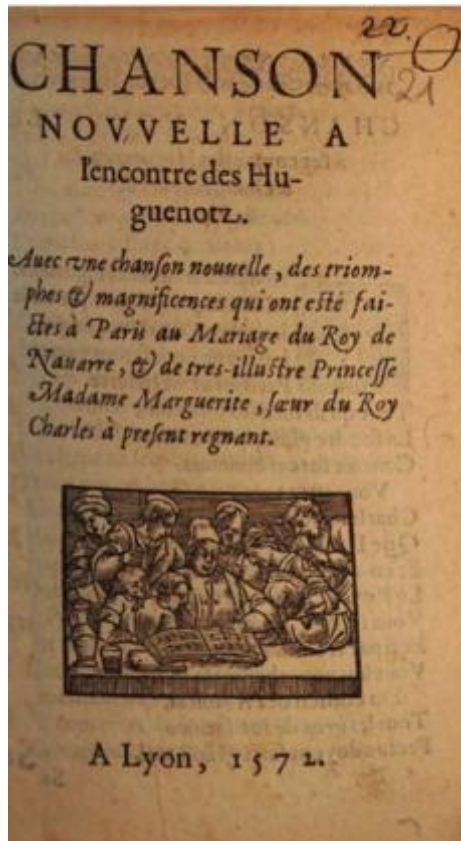 22.
21
CHANSON
NOVVELLE A
l'encontre des Hu-
guenotz.
Auec vne chanſon nouuelle, des triom-
phes & magnificences qui ont eſté fai-
ctes à Paris au Mariage du Roy de
Nauarre, & de tres-illuſtre Princeſſe
Madame Marguerite, ſœur du Roy
Charles à preſent regnant.
A Lyon, 1572.